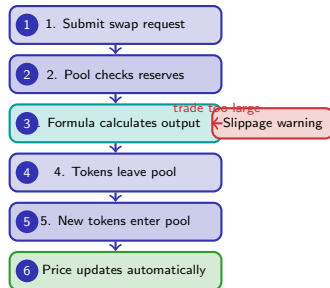 1 1. Submit swap request
2 2. Pool checks reserves
trade too large
3 . Formula calculates output
Slippage warning
4 4. Tokens leave pool
5 5. New tokens enter pool
6 Price updates automatically